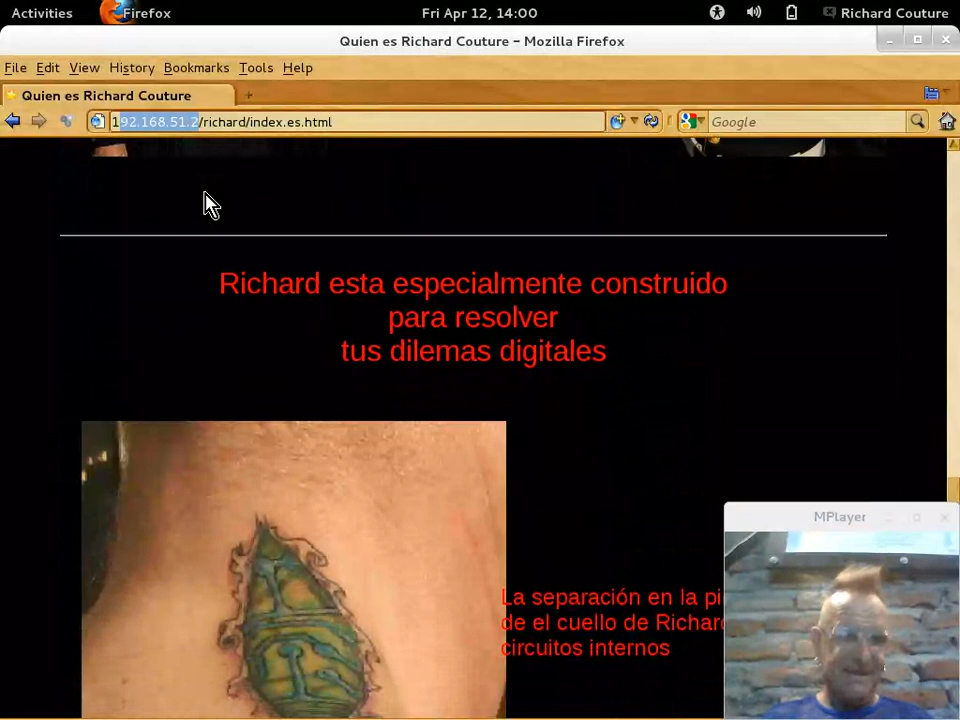 Activities Firefox Fri Apr 12, 14:00 Richard Couture
Quien es Richard Couture - Mozilla Firefox
File Edit View History Bookmarks Tools Help
Quien es Richard Couture
192.168.51.2/richard/index.es.html Google
Richard esta especialmente construido
para resolver
tus dilemas digitales
MPlayer
La separación en la
de el cuello de
circuitos internos